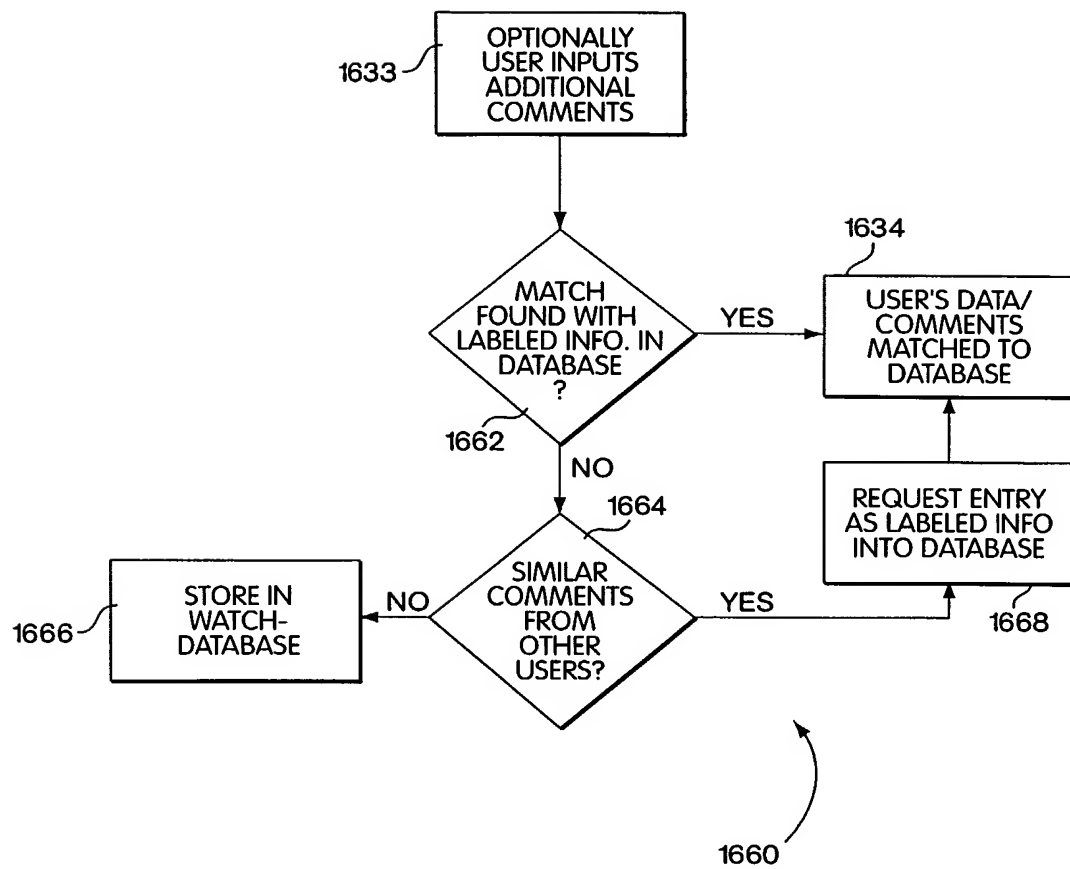 OPTIONALLY
USER INPUTS
ADDITIONAL
COMMENTS
1633
MATCH
FOUND WITH
LABELED INFO. IN
DATABASE
?
1662
YES
1634
USER'S DATA/
COMMENTS
MATCHED TO
DATABASE
NO
1664
REQUEST ENTRY
AS LABELED INFO
INTO DATABASE
1668
SIMILAR
COMMENTS
FROM
OTHER
USERS?
YES
NO
STORE IN
WATCH-
DATABASE
1666
1660